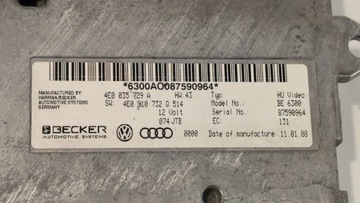 *6300AO087590964*
MANUFACTURED BY:
HARMAN/BECKER
AUTOMOTIVE SYSTEMS
GERMANY
4E0 035 729 A HW 43 Typ: HU Video
SW: 4E0 910 732 Q 514 Model No.: BE 6300
12 Volt Serial No.: 87590964
074 JTB EC: 131
BECKER
AUTOMOTIVE SYSTEMS
0000 Date of manufacture: 11.01.08